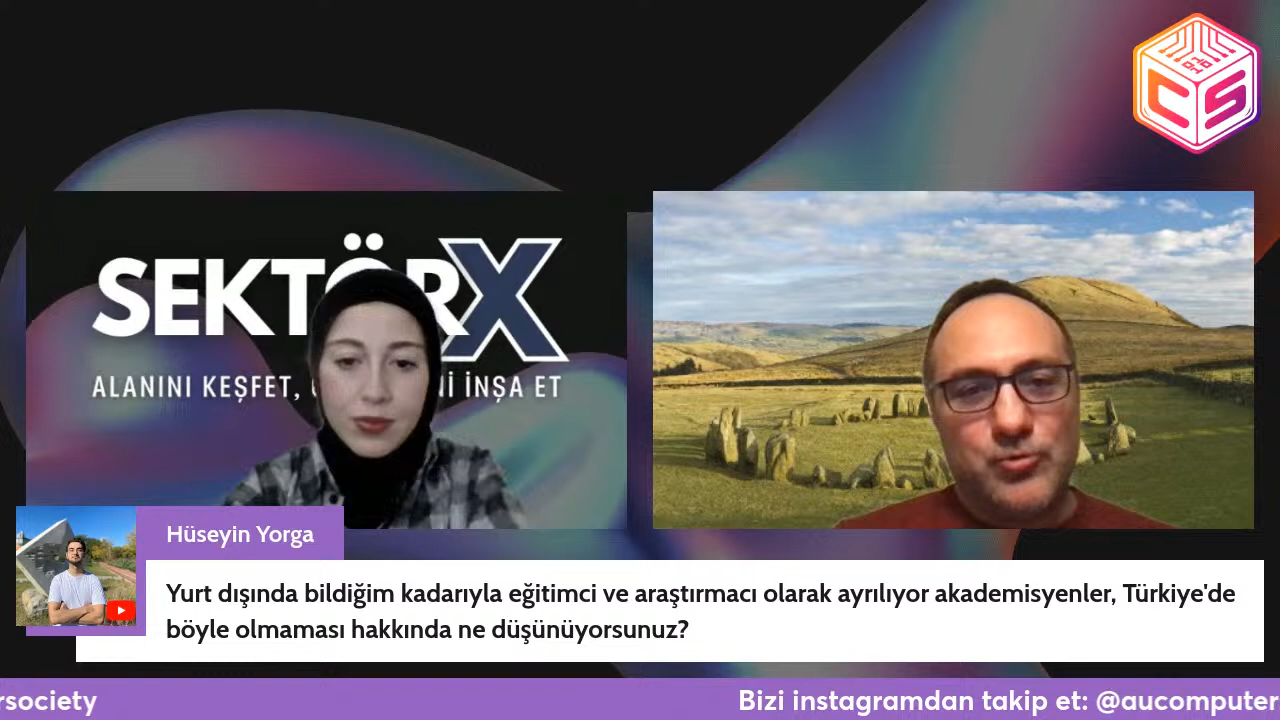 CS
SEKTÖRX
ALANINI KEŞFET, İNŞA ET
Hüseyin Yorga
Yurt dışında bildiğim kadarıyla eğitimci ve araştırmacı olarak ayrılıyor akademisyenler, Türkiye'de
böyle olmaması hakkında ne düşünüyorsunuz?
rsociety
Bizi instagramdan takip et: @aucomputer